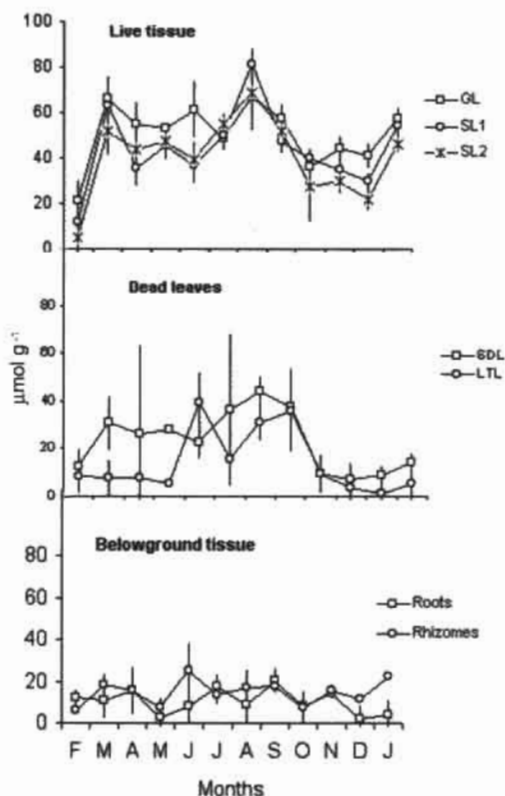 Live tissue
100
80
60
40
20
0
GL
SL1
SL2
Dead leaves
80
60
40
20
0
SDL
LTL
µmol g-1
Belowground tissue
80
60
40
20
0
Roots
Rhizomes
F M A M J J A S O N D J
Months